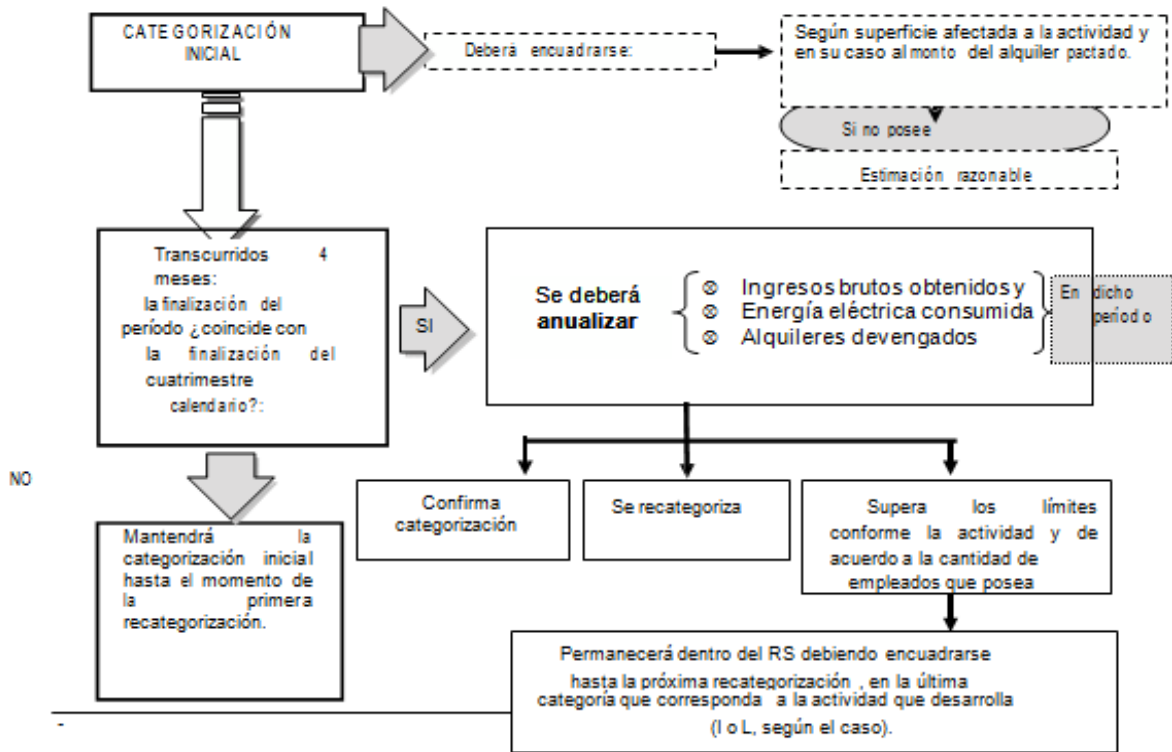 CATEGORIZACIÓN
INICIAL
Deberá encuadrarse:
Según superficie afectada a la actividad y
en su caso al monto del alquiler pactado.
Si no posee
Estimación razonable
Transcurridos 4
meses:
la finalización del
período ¿coincide con
la finalización del
cuatrimestre
calendario?:
SI
Se deberá
anualizar
Ingresos brutos obtenidos y
Energía eléctrica consumida
Alquileres devengados
En dicho
período
NO
Mantendrá la
categorización inicial
hasta el momento de
la primera
recategorización.
Confirma
categorización
Se recategoriza
Supera los límites
conforme la actividad y de
acuerdo a la cantidad de
empleados que posea
Permanecerá dentro del RS debiendo encuadrarse
hasta la próxima recategorización , en la última
categoría que corresponda a la actividad que desarrolla
(I o L, según el caso).
-